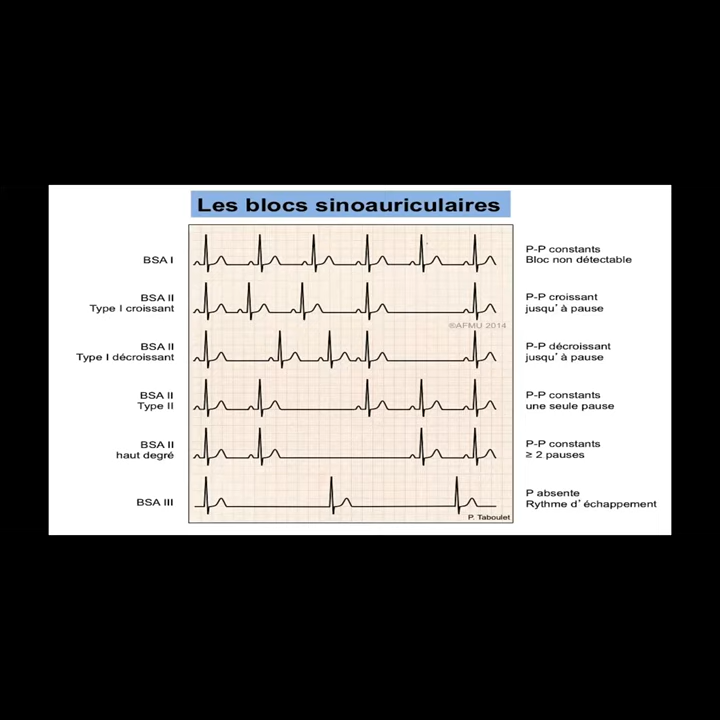 Les blocs sinoauriculaires
BSA I
P-P constants
Bloc non détectable
BSA II
Type I croissant
P-P croissant
jusqu' à pause
©AFMU 2014
BSA II
Type I décroissant
P-P décroissant
jusqu' à pause
BSA II
Type II
P-P constants
une seule pause
BSA II
haut degré
P-P constants
≥ 2 pauses
BSA III
P absente
Rythme d' échappement
P. Taboulet